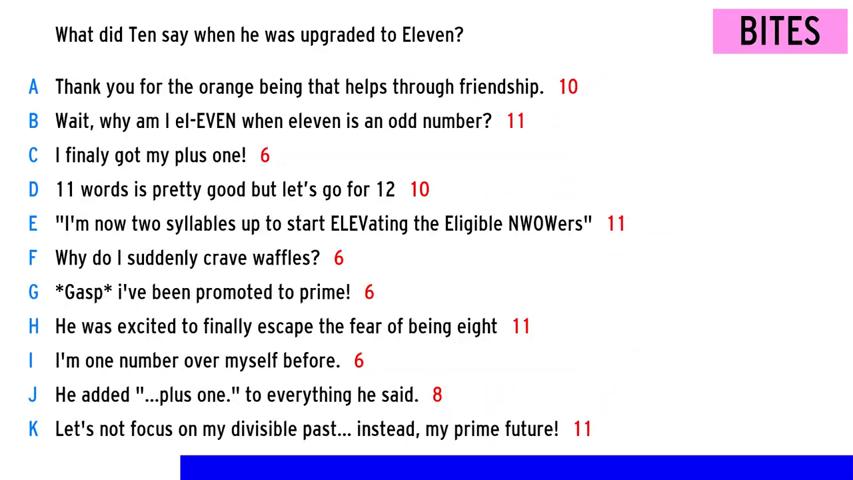 What did Ten say when he was upgraded to Eleven?
BITES
A Thank you for the orange being that helps through friendship. 10
B Wait, why am I el-EVEN when eleven is an odd number? 11
C I finaly got my plus one! 6
D 11 words is pretty good but let's go for 12 10
E "I'm now two syllables up to start ELEVating the Eligible NWOWers" 11
F Why do I suddenly crave waffles? 6
G *Gasp* i've been promoted to prime! 6
H He was excited to finally escape the fear of being eight 11
I I'm one number over myself before. 6
J He added "...plus one." to everything he said. 8
K Let's not focus on my divisible past... instead, my prime future! 11